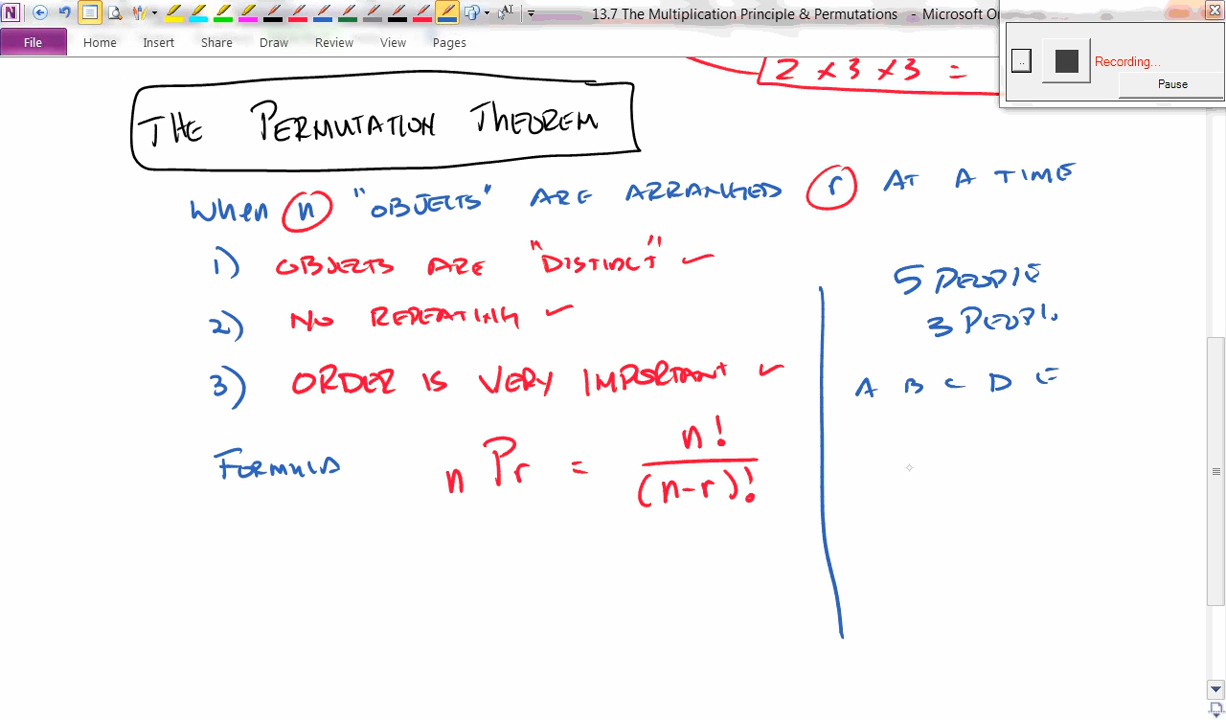 13.7 The Multiplication Principle & Permutations - Microsoft On
File Home Insert Share Draw Review View Pages
Recording...
Pause
2 x 3 x 3 =
THE PERMUTATION THEOREM
When n "OBJECTS" ARE ARRANGED r AT A TIME
1) OBJECTS ARE "DISTINCT" ✓
2) NO REPEATING ✓
3) ORDER IS VERY IMPORTANT ✓
FORMULA n P r = n! / (n-r)!
5 PEOPLE
3 PEOPL
A B C D E